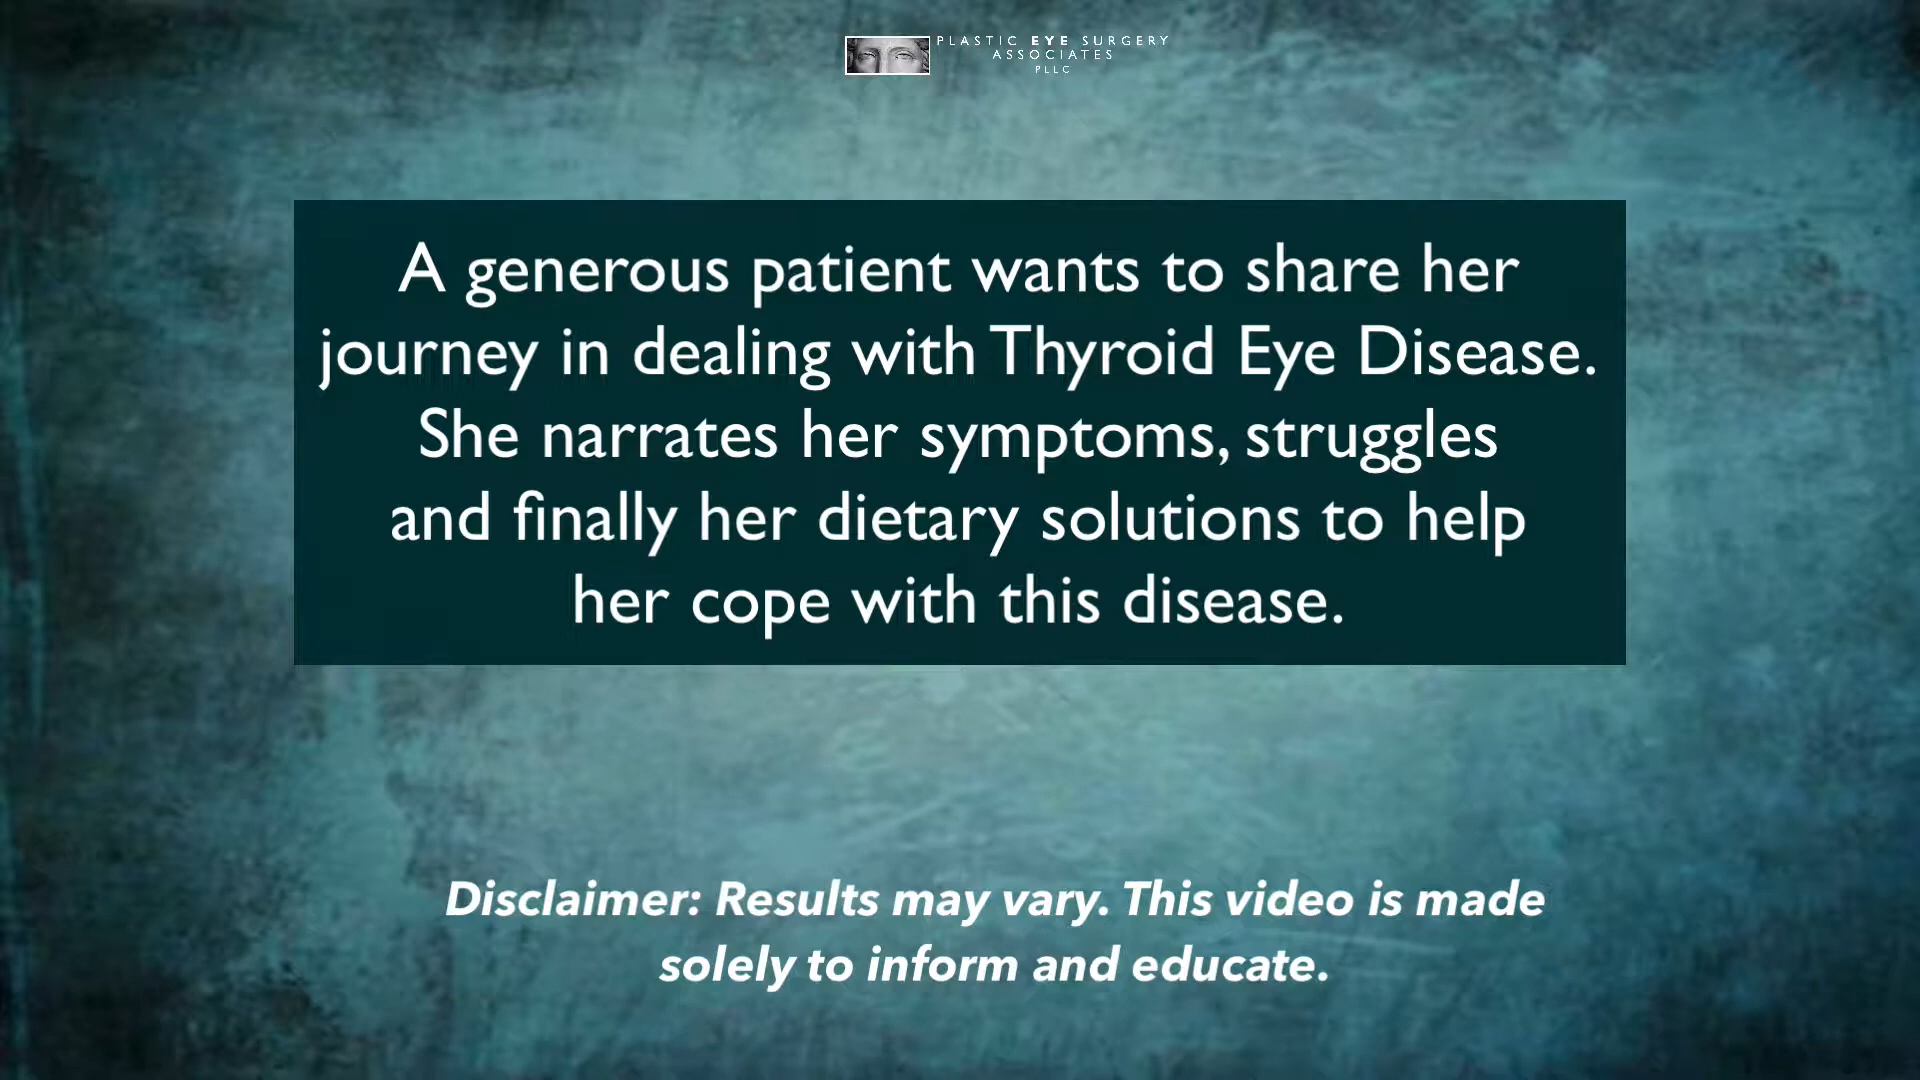 PLASTIC EYE SURGERY
ASSOCIATES
PLLC
A generous patient wants to share her
journey in dealing with Thyroid Eye Disease.
She narrates her symptoms, struggles
and finally her dietary solutions to help
her cope with this disease.
Disclaimer: Results may vary. This video is made
solely to inform and educate.